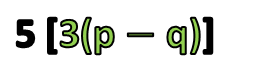 5 [3(p – q)]